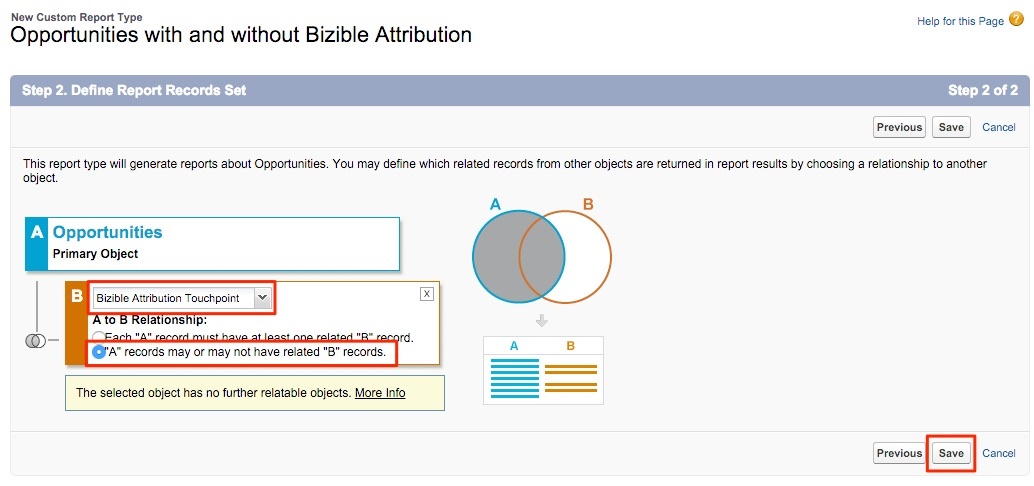 New Custom Report Type
Opportunities with and without Bizible Attribution
Help for this Page ?
Step 2. Define Report Records Set
Step 2 of 2
Previous Save Cancel
This report type will generate reports about Opportunities. You may define which related records from other objects are returned in report results by choosing a relationship to another
object.
A Opportunities
Primary Object
B Bizible Attribution Touchpoint
X
A to B Relationship:
Each "A" record must have at least one related "B" record.
"A" records may or may not have related "B" records.
The selected object has no further relatable objects. More Info
A B
A B
Previous Save Cancel